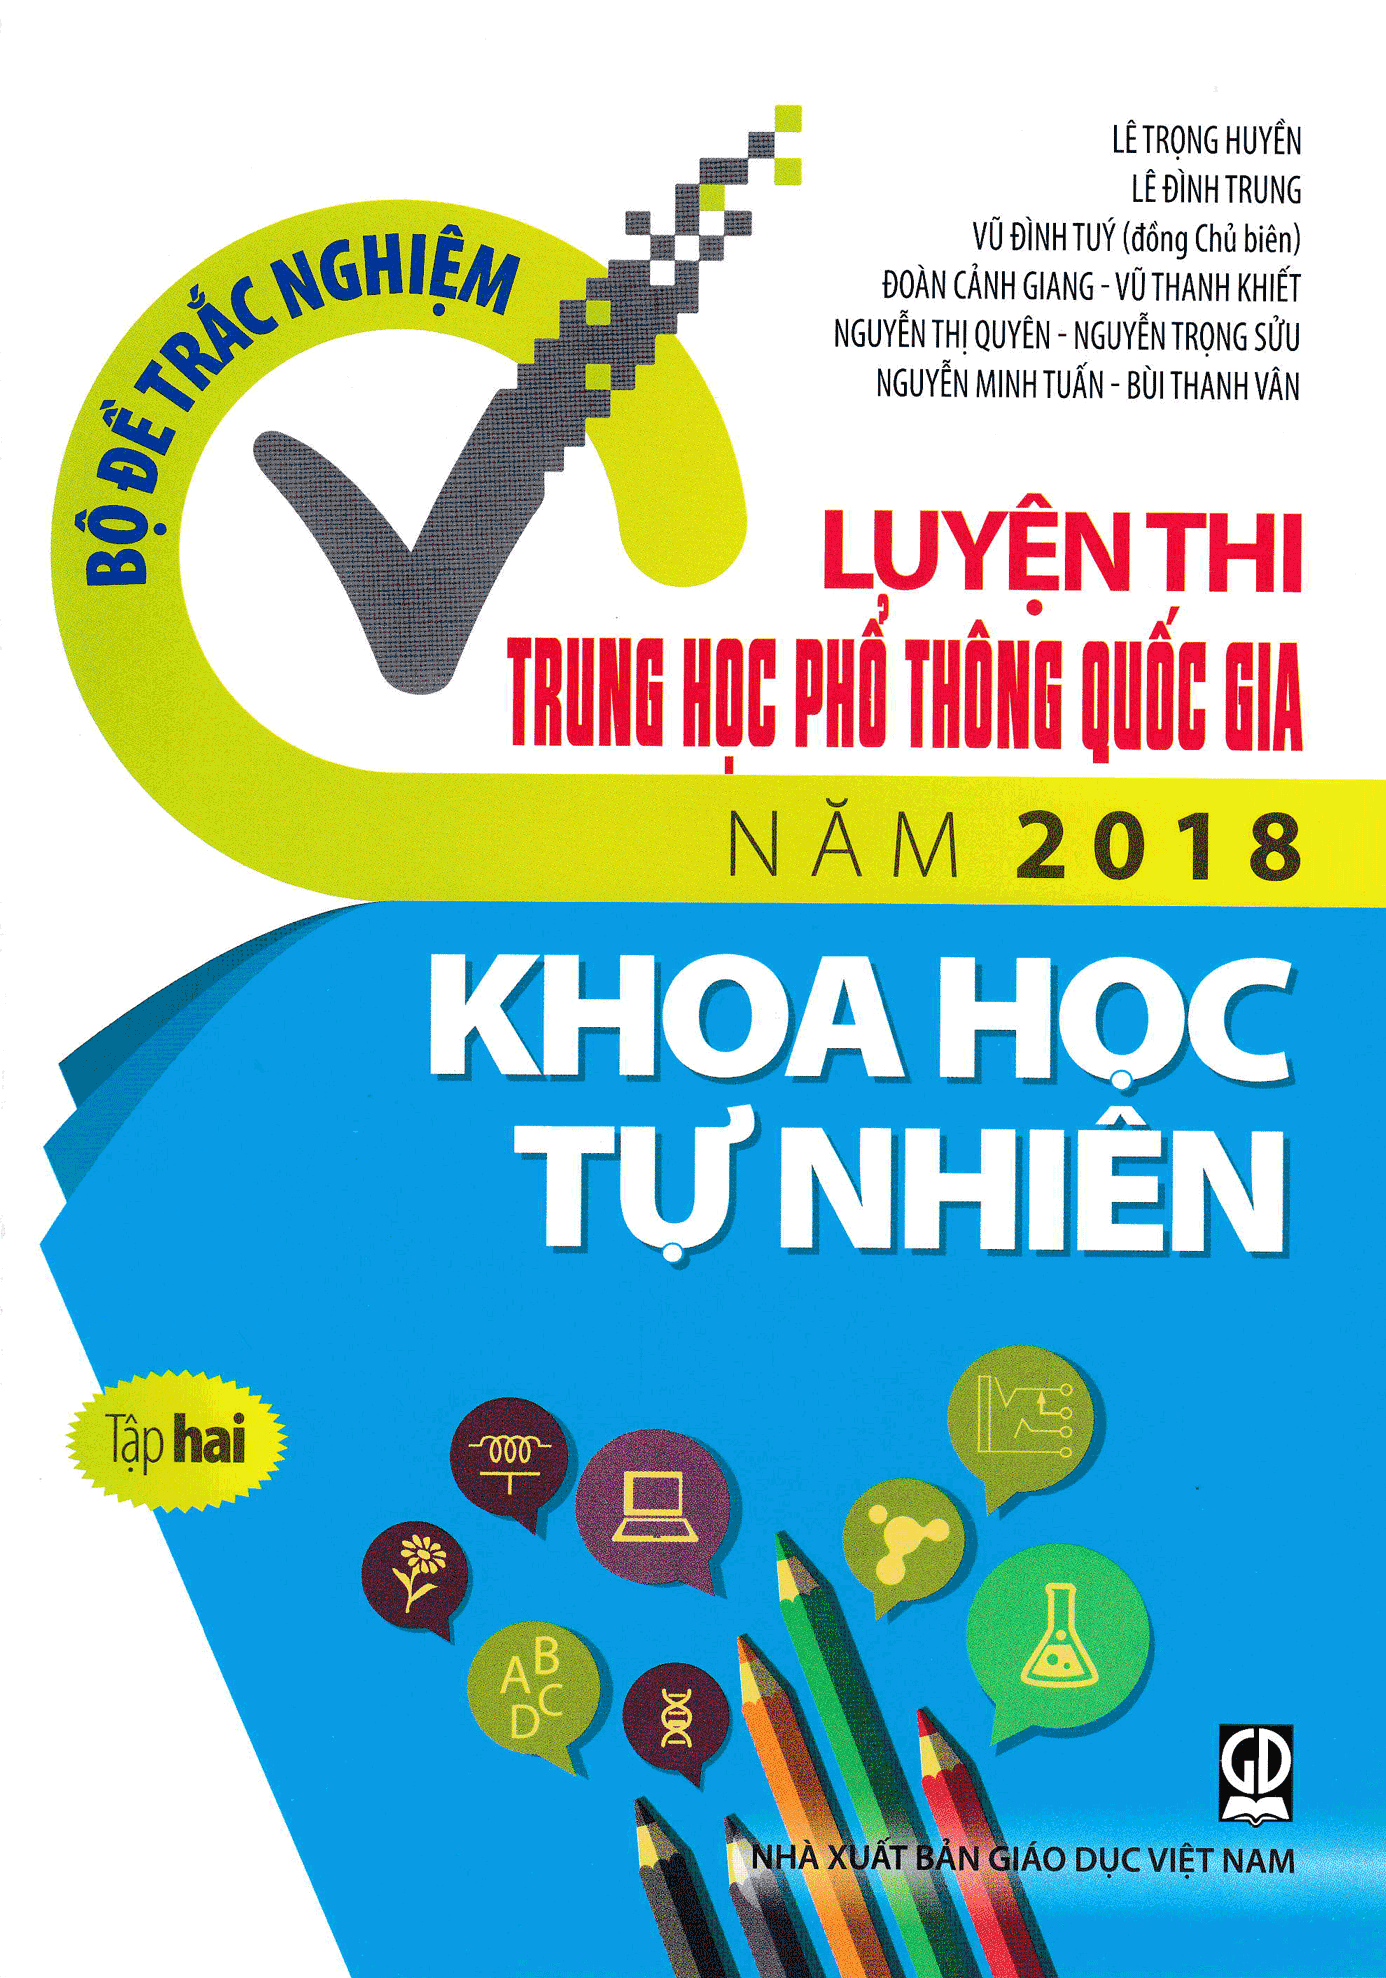 LÊ TRỌNG HUYỀN
LÊ ĐÌNH TRUNG
VŨ ĐÌNH TUÝ (đồng Chủ biên)
ĐOÀN CẢNH GIANG - VŨ THANH KHIẾT
NGUYỄN THỊ QUYÊN - NGUYỄN TRỌNG SỬU
NGUYỄN MINH TUẤN - BÙI THANH VÂN
BỘ ĐỀ TRẮC NGHIỆM
LUYỆN THI
TRUNG HỌC PHỔ THÔNG QUỐC GIA
NĂM 2018
KHOA HỌC
TỰ NHIÊN
Tập hai
A B
D C
GD
NHÀ XUẤT BẢN GIÁO DỤC VIỆT NAM